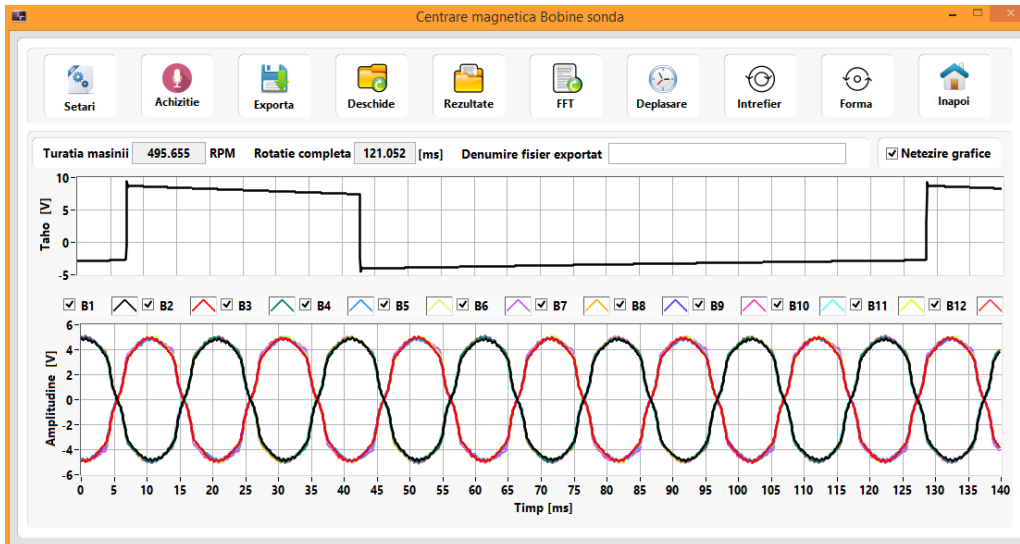 Centrare magnetica Bobine sonda
Setari Achizitie Exporta Deschide Rezultate FFT Deplasare Intrefier Forma Inapoi
Turatia masinii 495.655 RPM Rotatie completa 121.052 [ms] Denumire fisier exportat Netezire grafice
Taho [V]
10
5
0
-5
B1 B2 B3 B4 B5 B6 B7 B8 B9 B10 B11 B12
Amplitudine [V]
6
4
2
0
-2
-4
-6
0 5 10 15 20 25 30 35 40 45 50 55 60 65 70 75 80 85 90 95 100 105 110 115 120 125 130 135 140
Timp [ms]